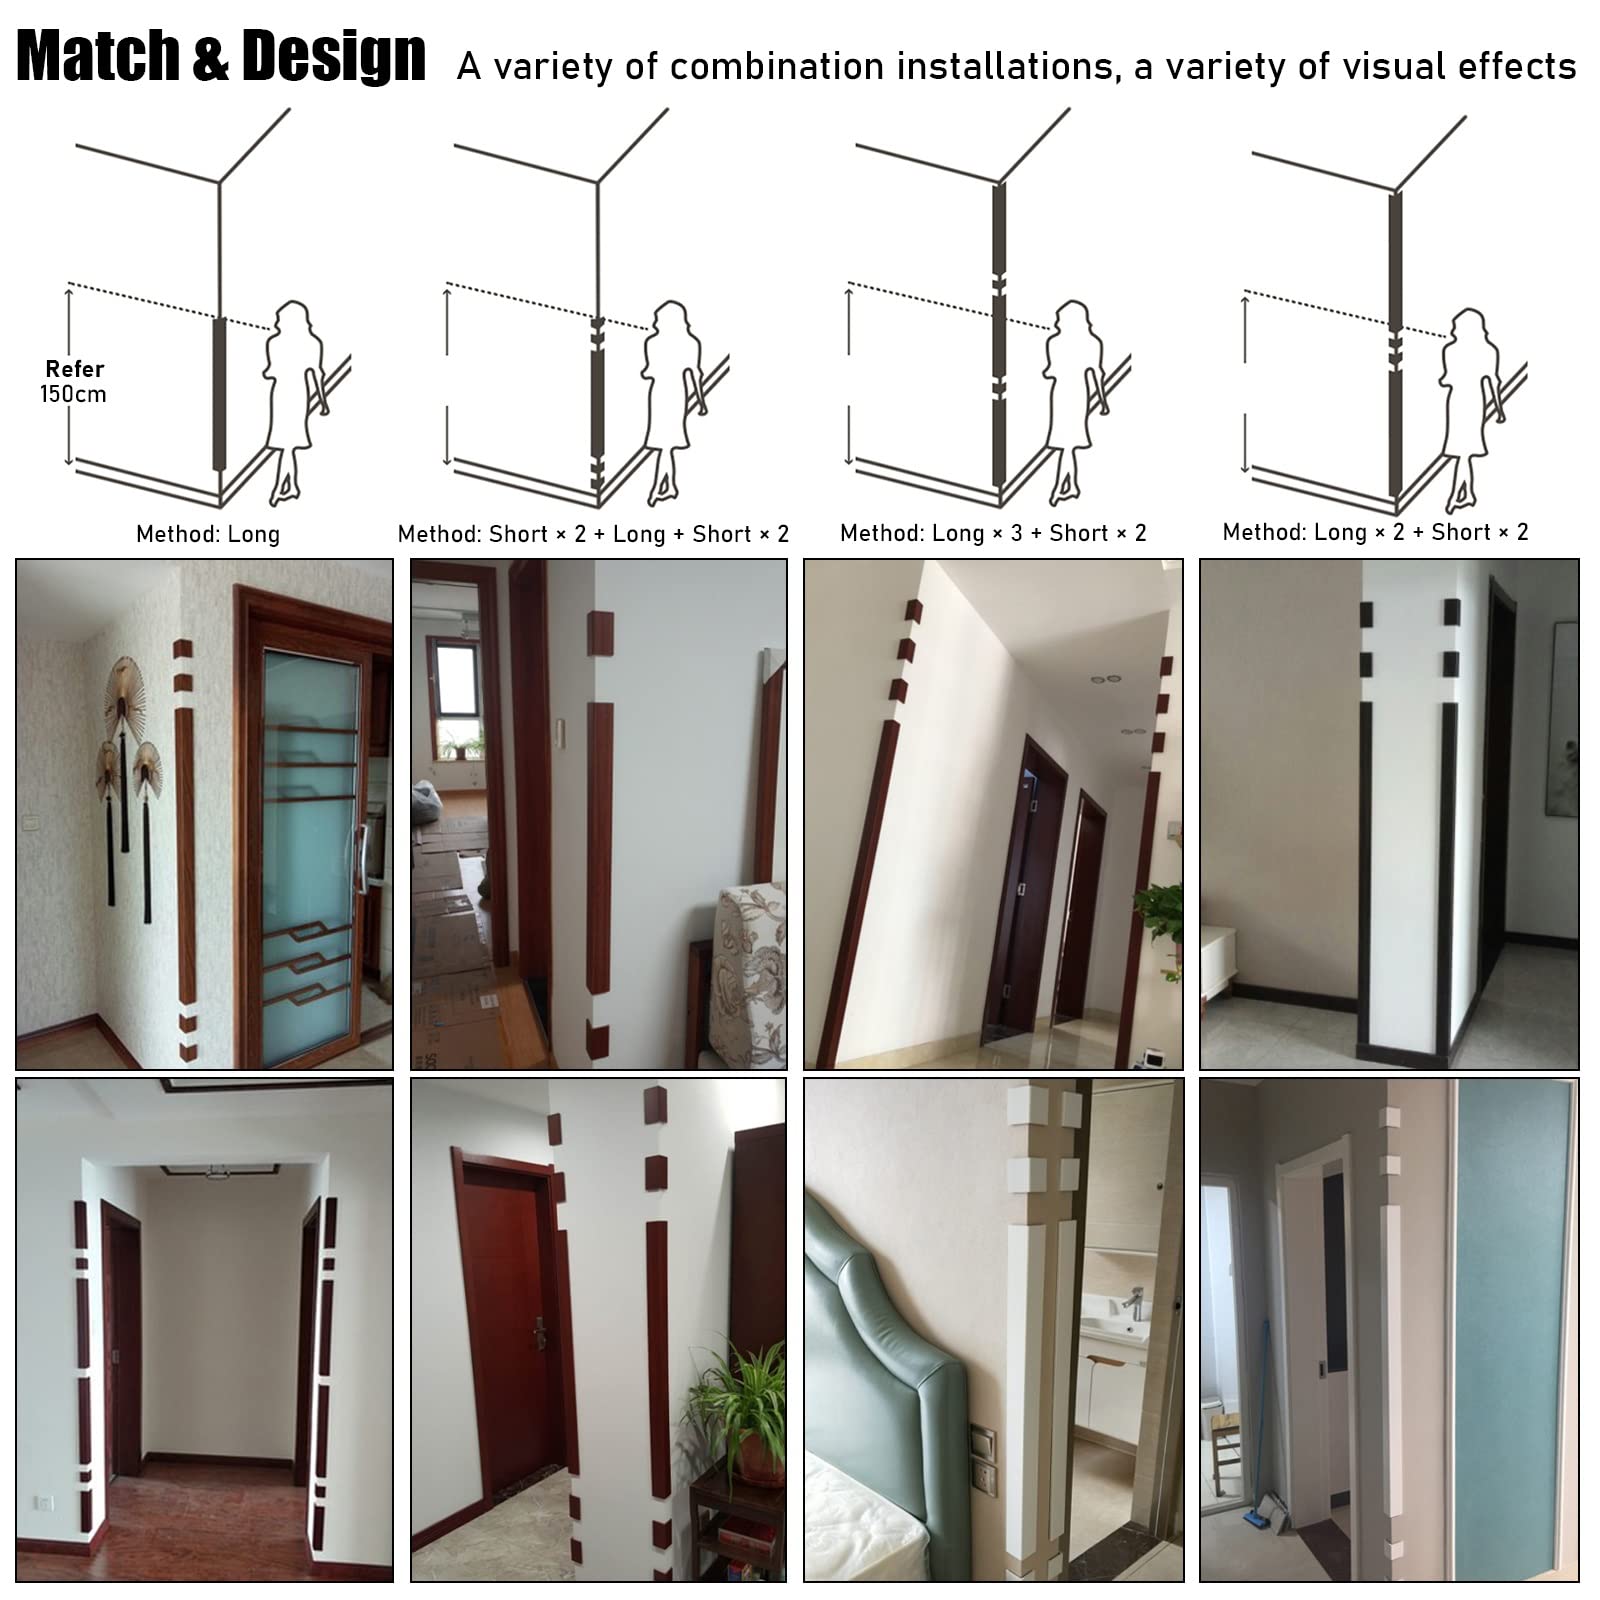 Match & Design A variety of combination installations, a variety of visual effects
Refer
150cm
Method: Long
Method: Short × 2 + Long + Short × 2
Method: Long × 3 + Short × 2
Method: Long × 2 + Short × 2